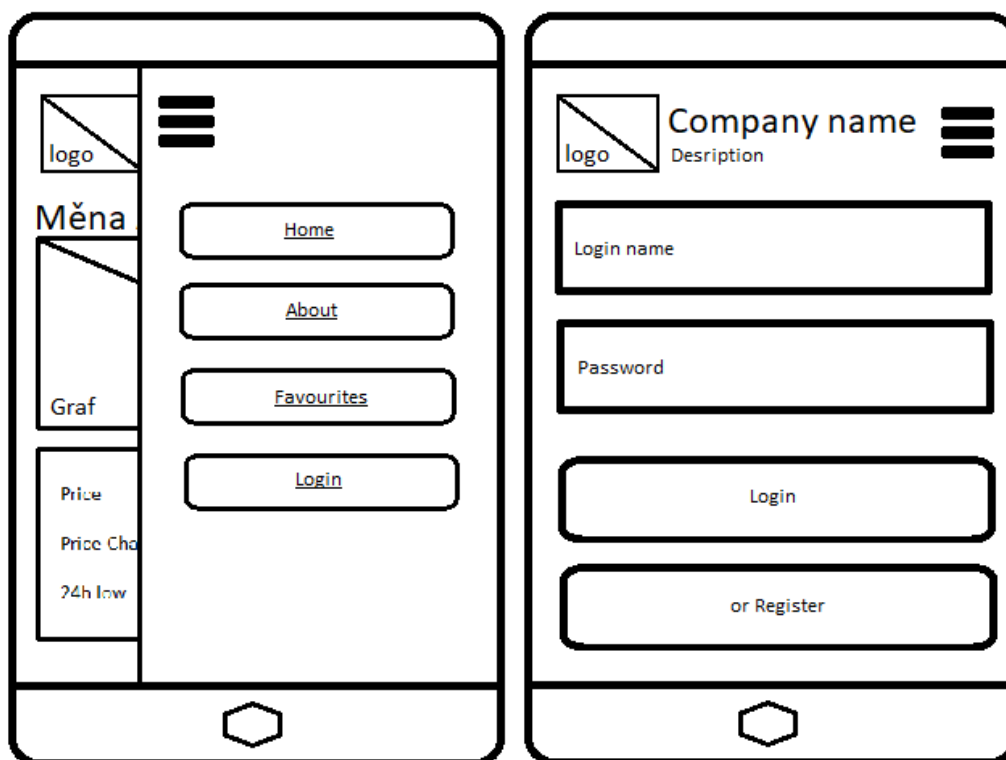 logo
Měna
Graf
Price
Price Cha
24h low
Home
About
Favourites
Login
logo
Company name
Desription
Login name
Password
Login
or Register